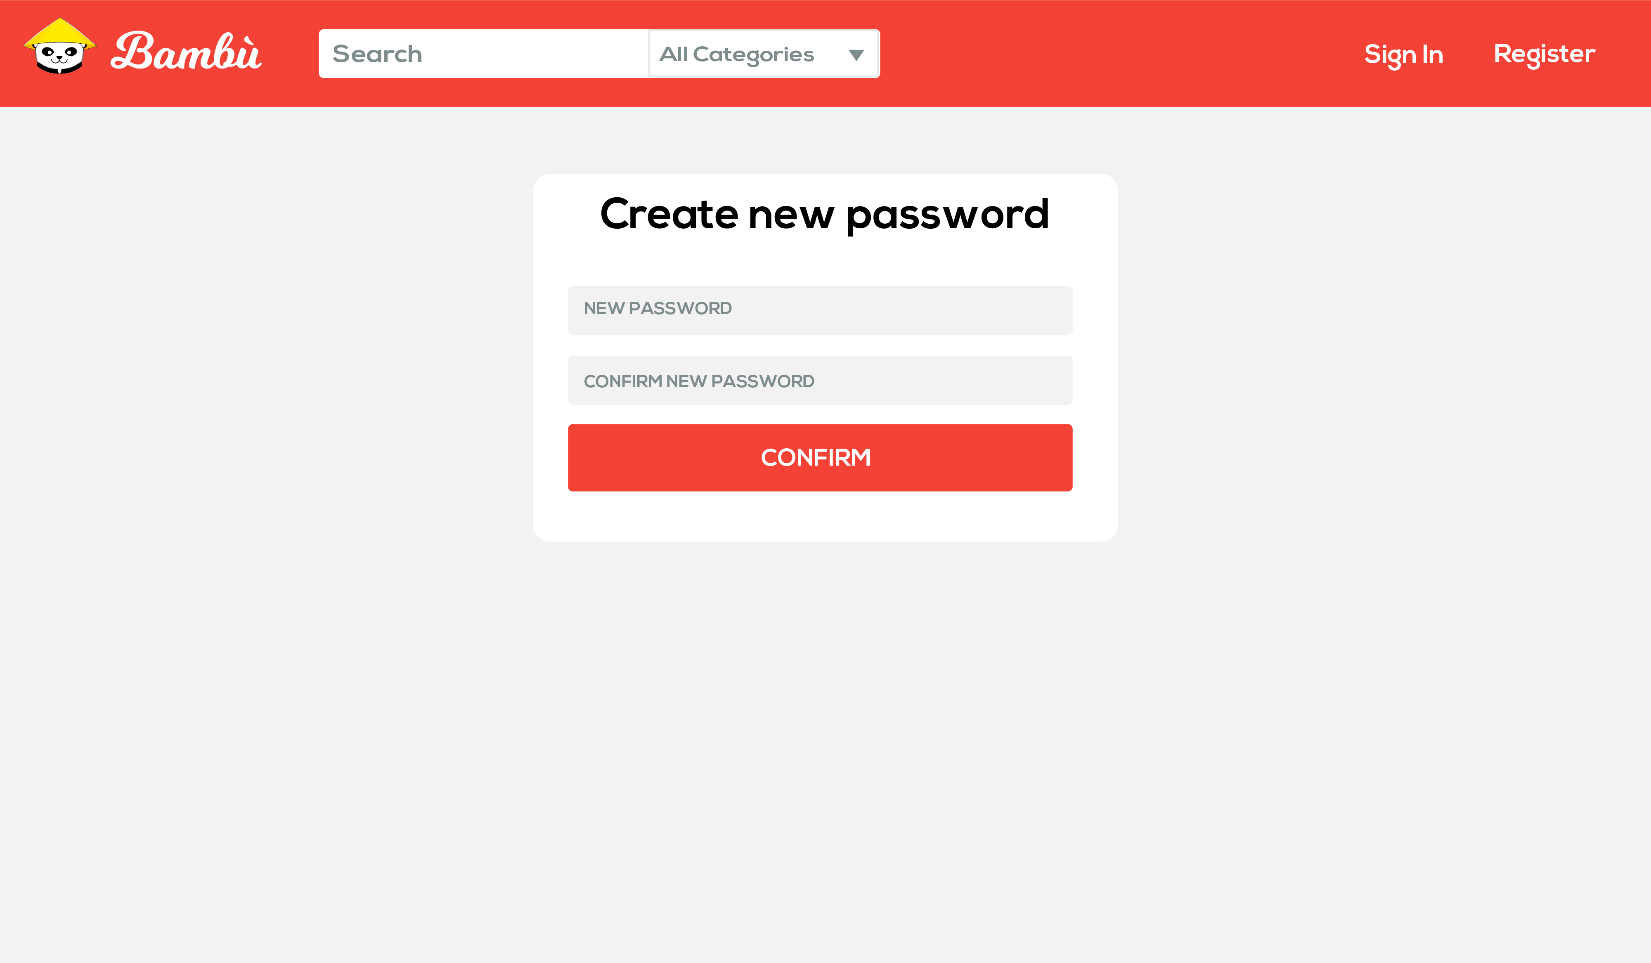 Bambù
Search
All Categories
Sign In
Register
Create new password
NEW PASSWORD
CONFIRM NEW PASSWORD
CONFIRM